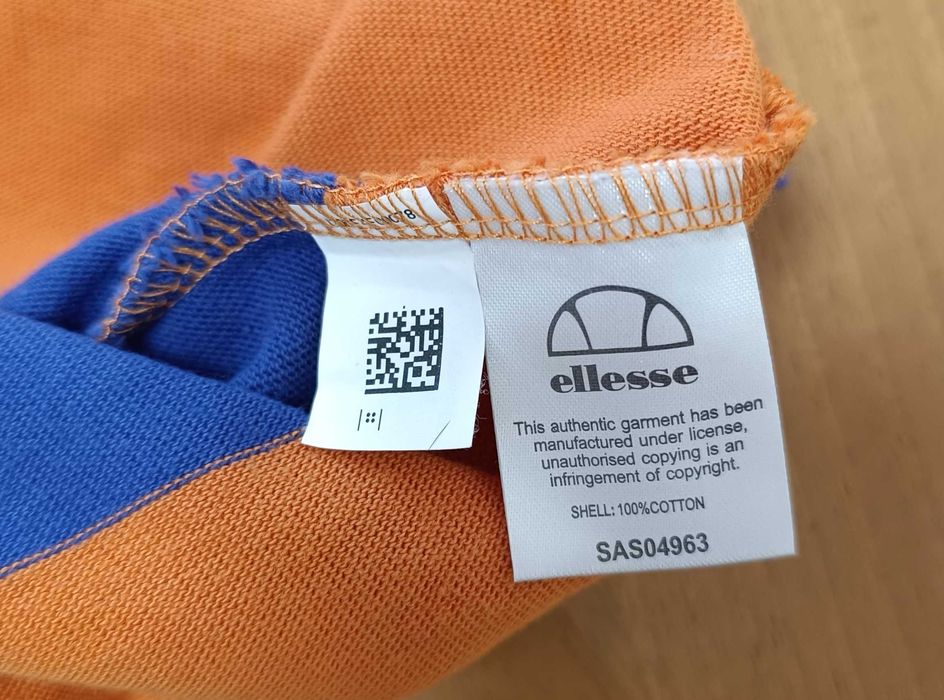 ellesse
This authentic garment has been
manufactured under license,
unauthorised copying is an
infringement of copyright.
SHELL: 100%COTTON
SAS04963